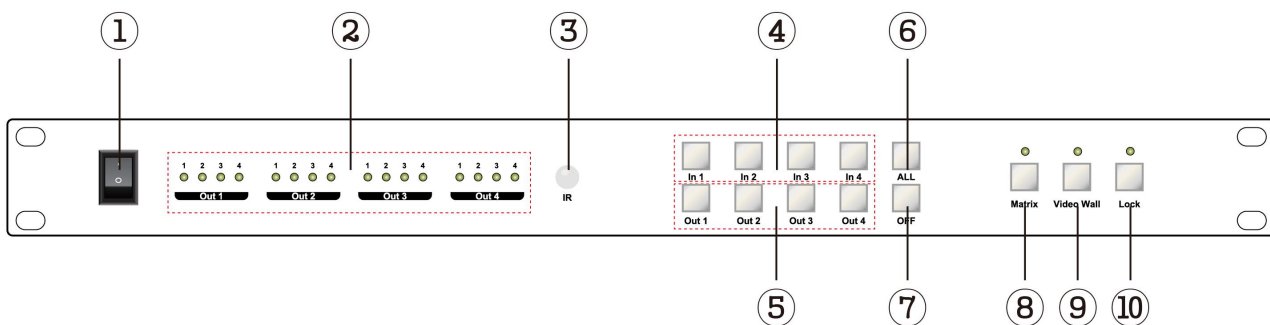 1 2 3 4 6
1 2 3 4 1 2 3 4 1 2 3 4 1 2 3 4
Out 1 Out 2 Out 3 Out 4
IR
In 1 In 2 In 3 In 4 ALL
Out 1 Out 2 Out 3 Out 4 OFF
Matrix Video Wall Lock
5 7 8 9 10